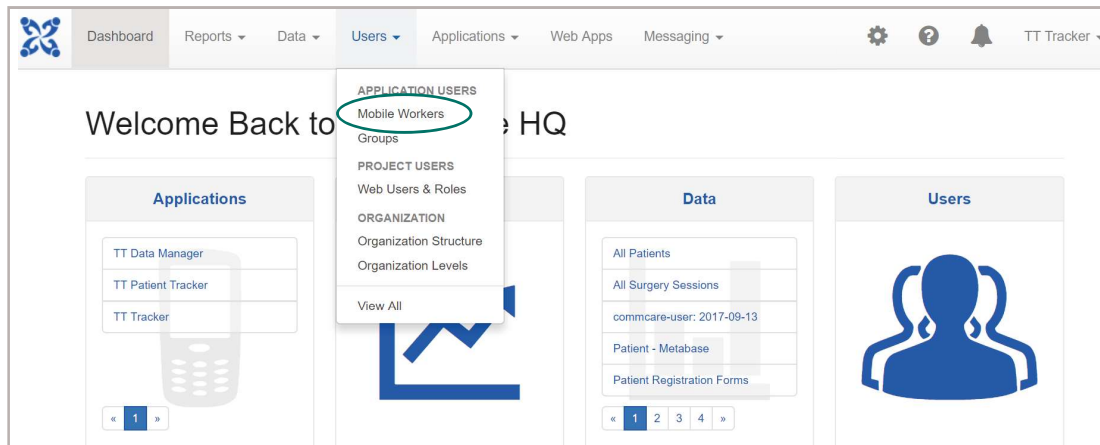 Dashboard Reports Data Users Applications Web Apps Messaging TT Tracker
APPLICATION USERS
Mobile Workers
Groups
PROJECT USERS
Web Users & Roles
ORGANIZATION
Organization Structure
Organization Levels
View All
Welcome Back to HQ
Applications
TT Data Manager
TT Patient Tracker
TT Tracker
« 1 »
Data
All Patients
All Surgery Sessions
commcare-user: 2017-09-13
Patient - Metabase
Patient Registration Forms
« 1 2 3 4 »
Users